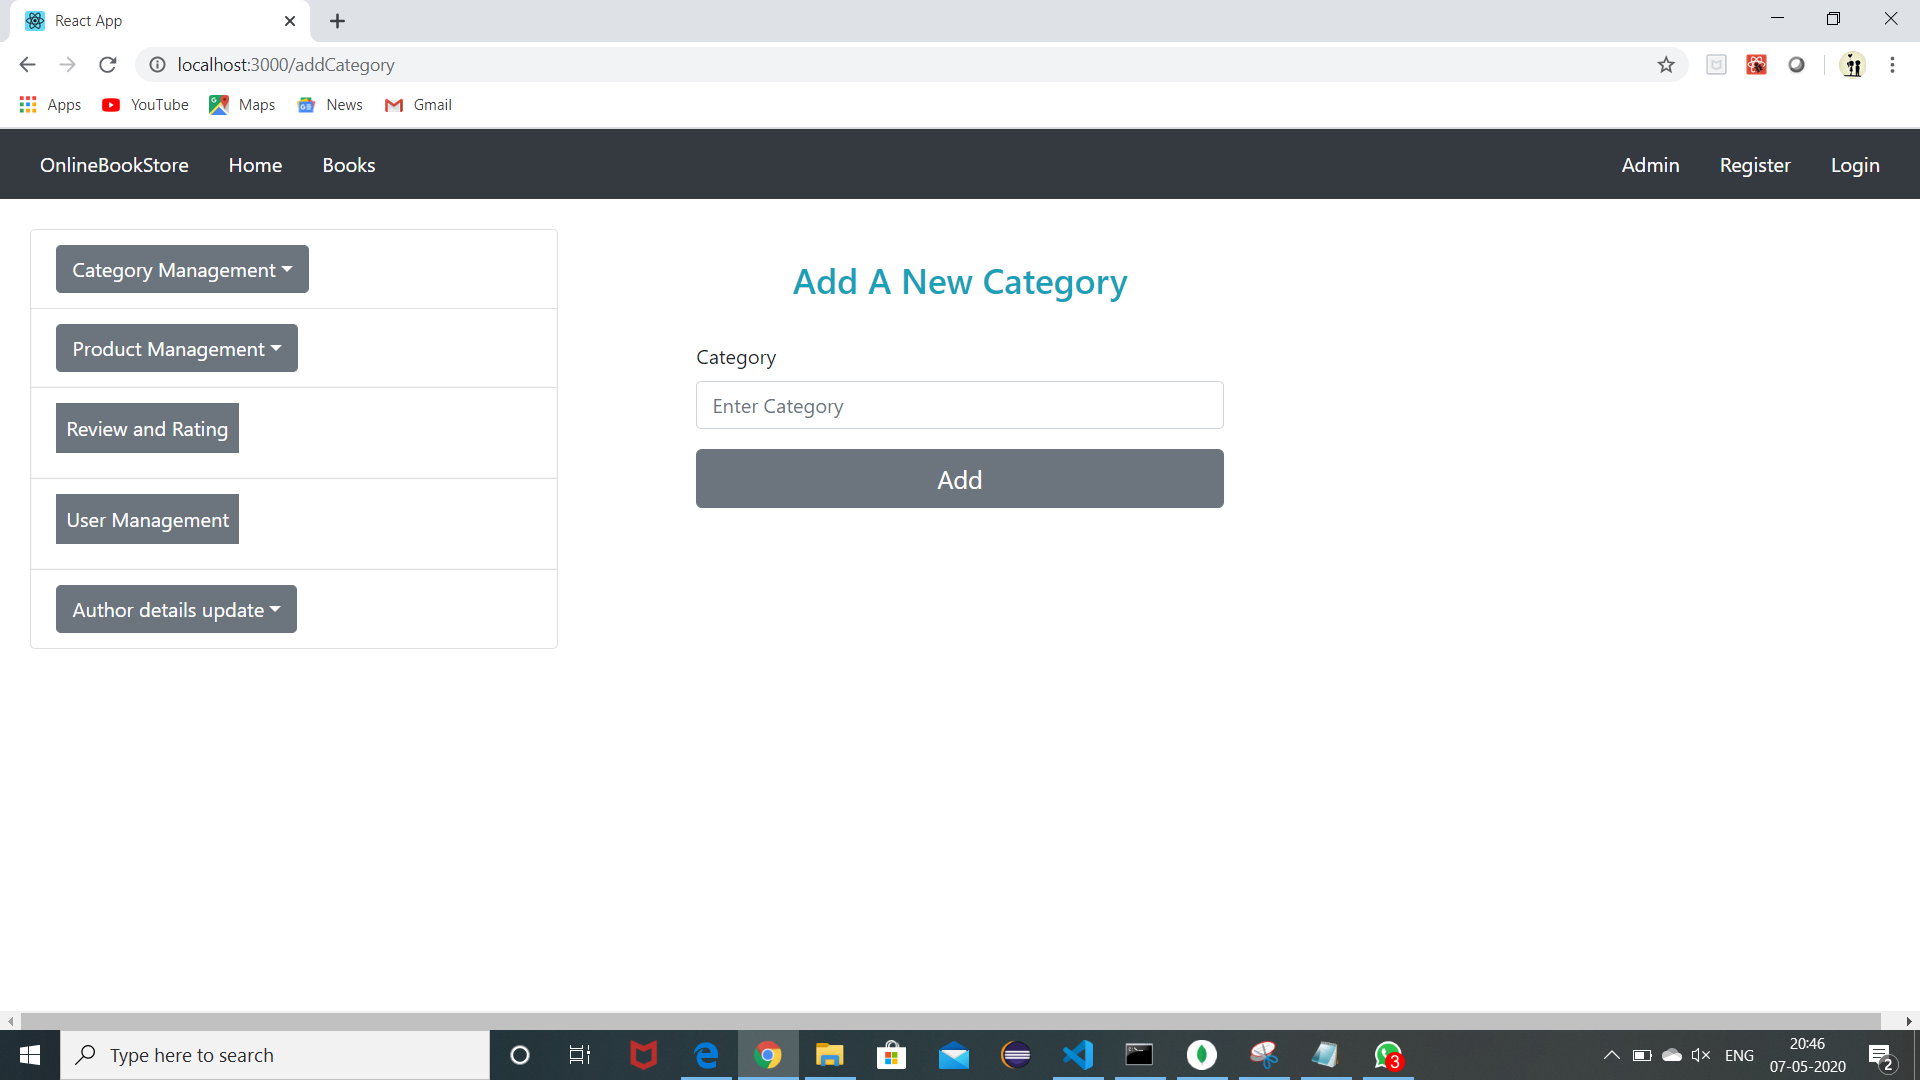 React App
localhost:3000/addCategory
Apps YouTube Maps News Gmail
OnlineBookStore Home Books Admin Register Login
Category Management
Product Management
Review and Rating
User Management
Author details update
Add A New Category
Category
Enter Category
Add
Type here to search
3
ENG
20:46
07-05-2020
2